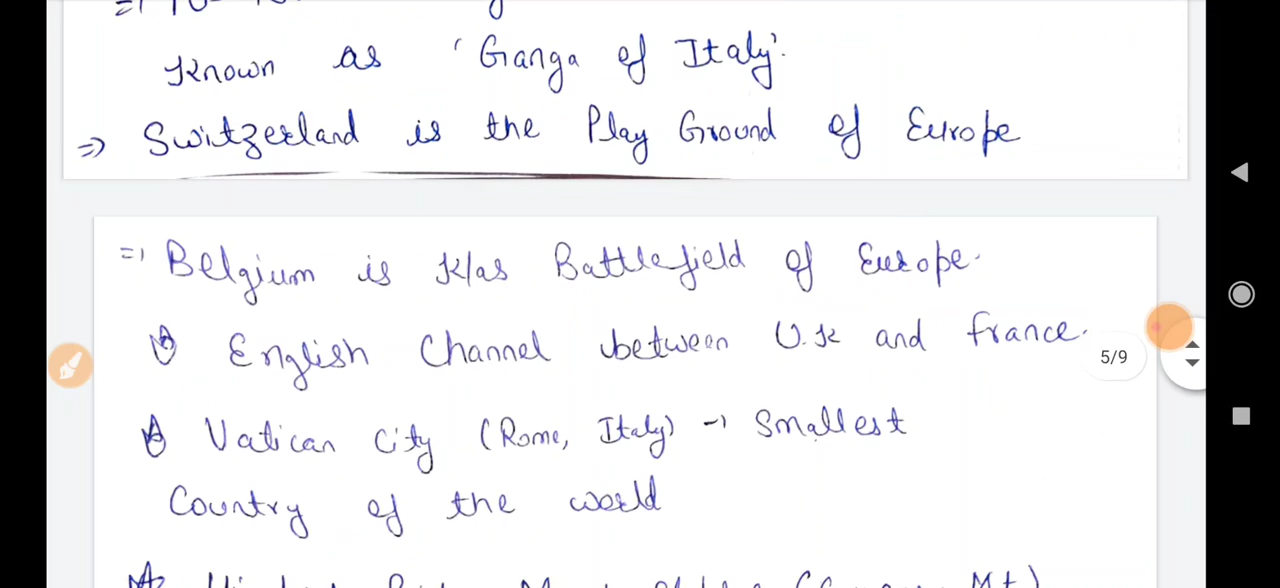 known as 'Ganga of Italy'.
⇒ Switzerland is the Play Ground of Europe
⇒ Belgium is K/as Battlefield of Europe.
English Channel between U.K and France.
5/9
Vatican City (Rome, Italy) → Smallest
Country of the world